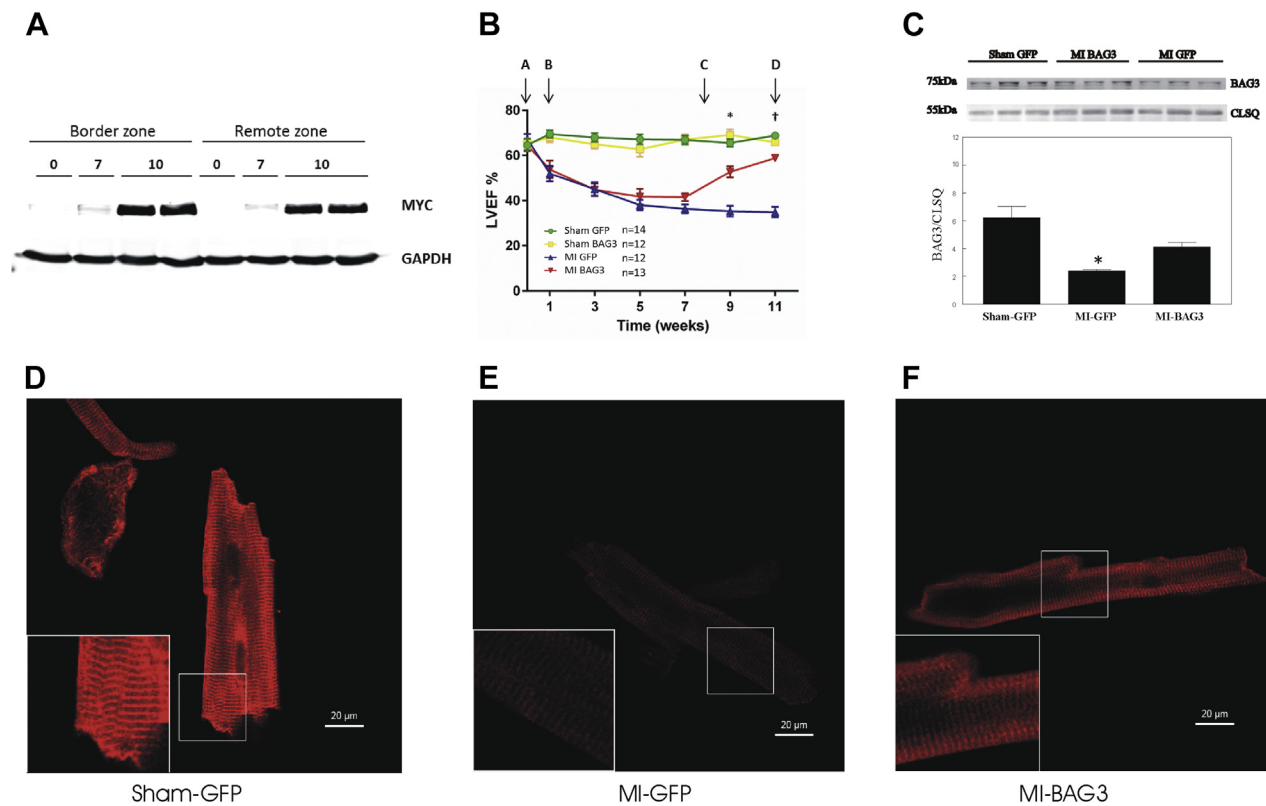 A
Border zone Remote zone
0 7 10 0 7 10
MYC
GAPDH
B
A B C D
* †
80
60
40
20
0
LVEF %
Sham GFP n=14
Sham BAG3 n=12
MI GFP n=12
MI BAG3 n=13
1 3 5 7 9 11
Time (weeks)
C
Sham GFP MI BAG3 MI GFP
75kDa BAG3
55kDa CLSQ
12
10
8
6
4
2
0
BAG3/CLSQ
*
Sham-GFP MI-GFP MI-BAG3
D
20 μm
Sham-GFP
E
20 μm
MI-GFP
F
20 μm
MI-BAG3